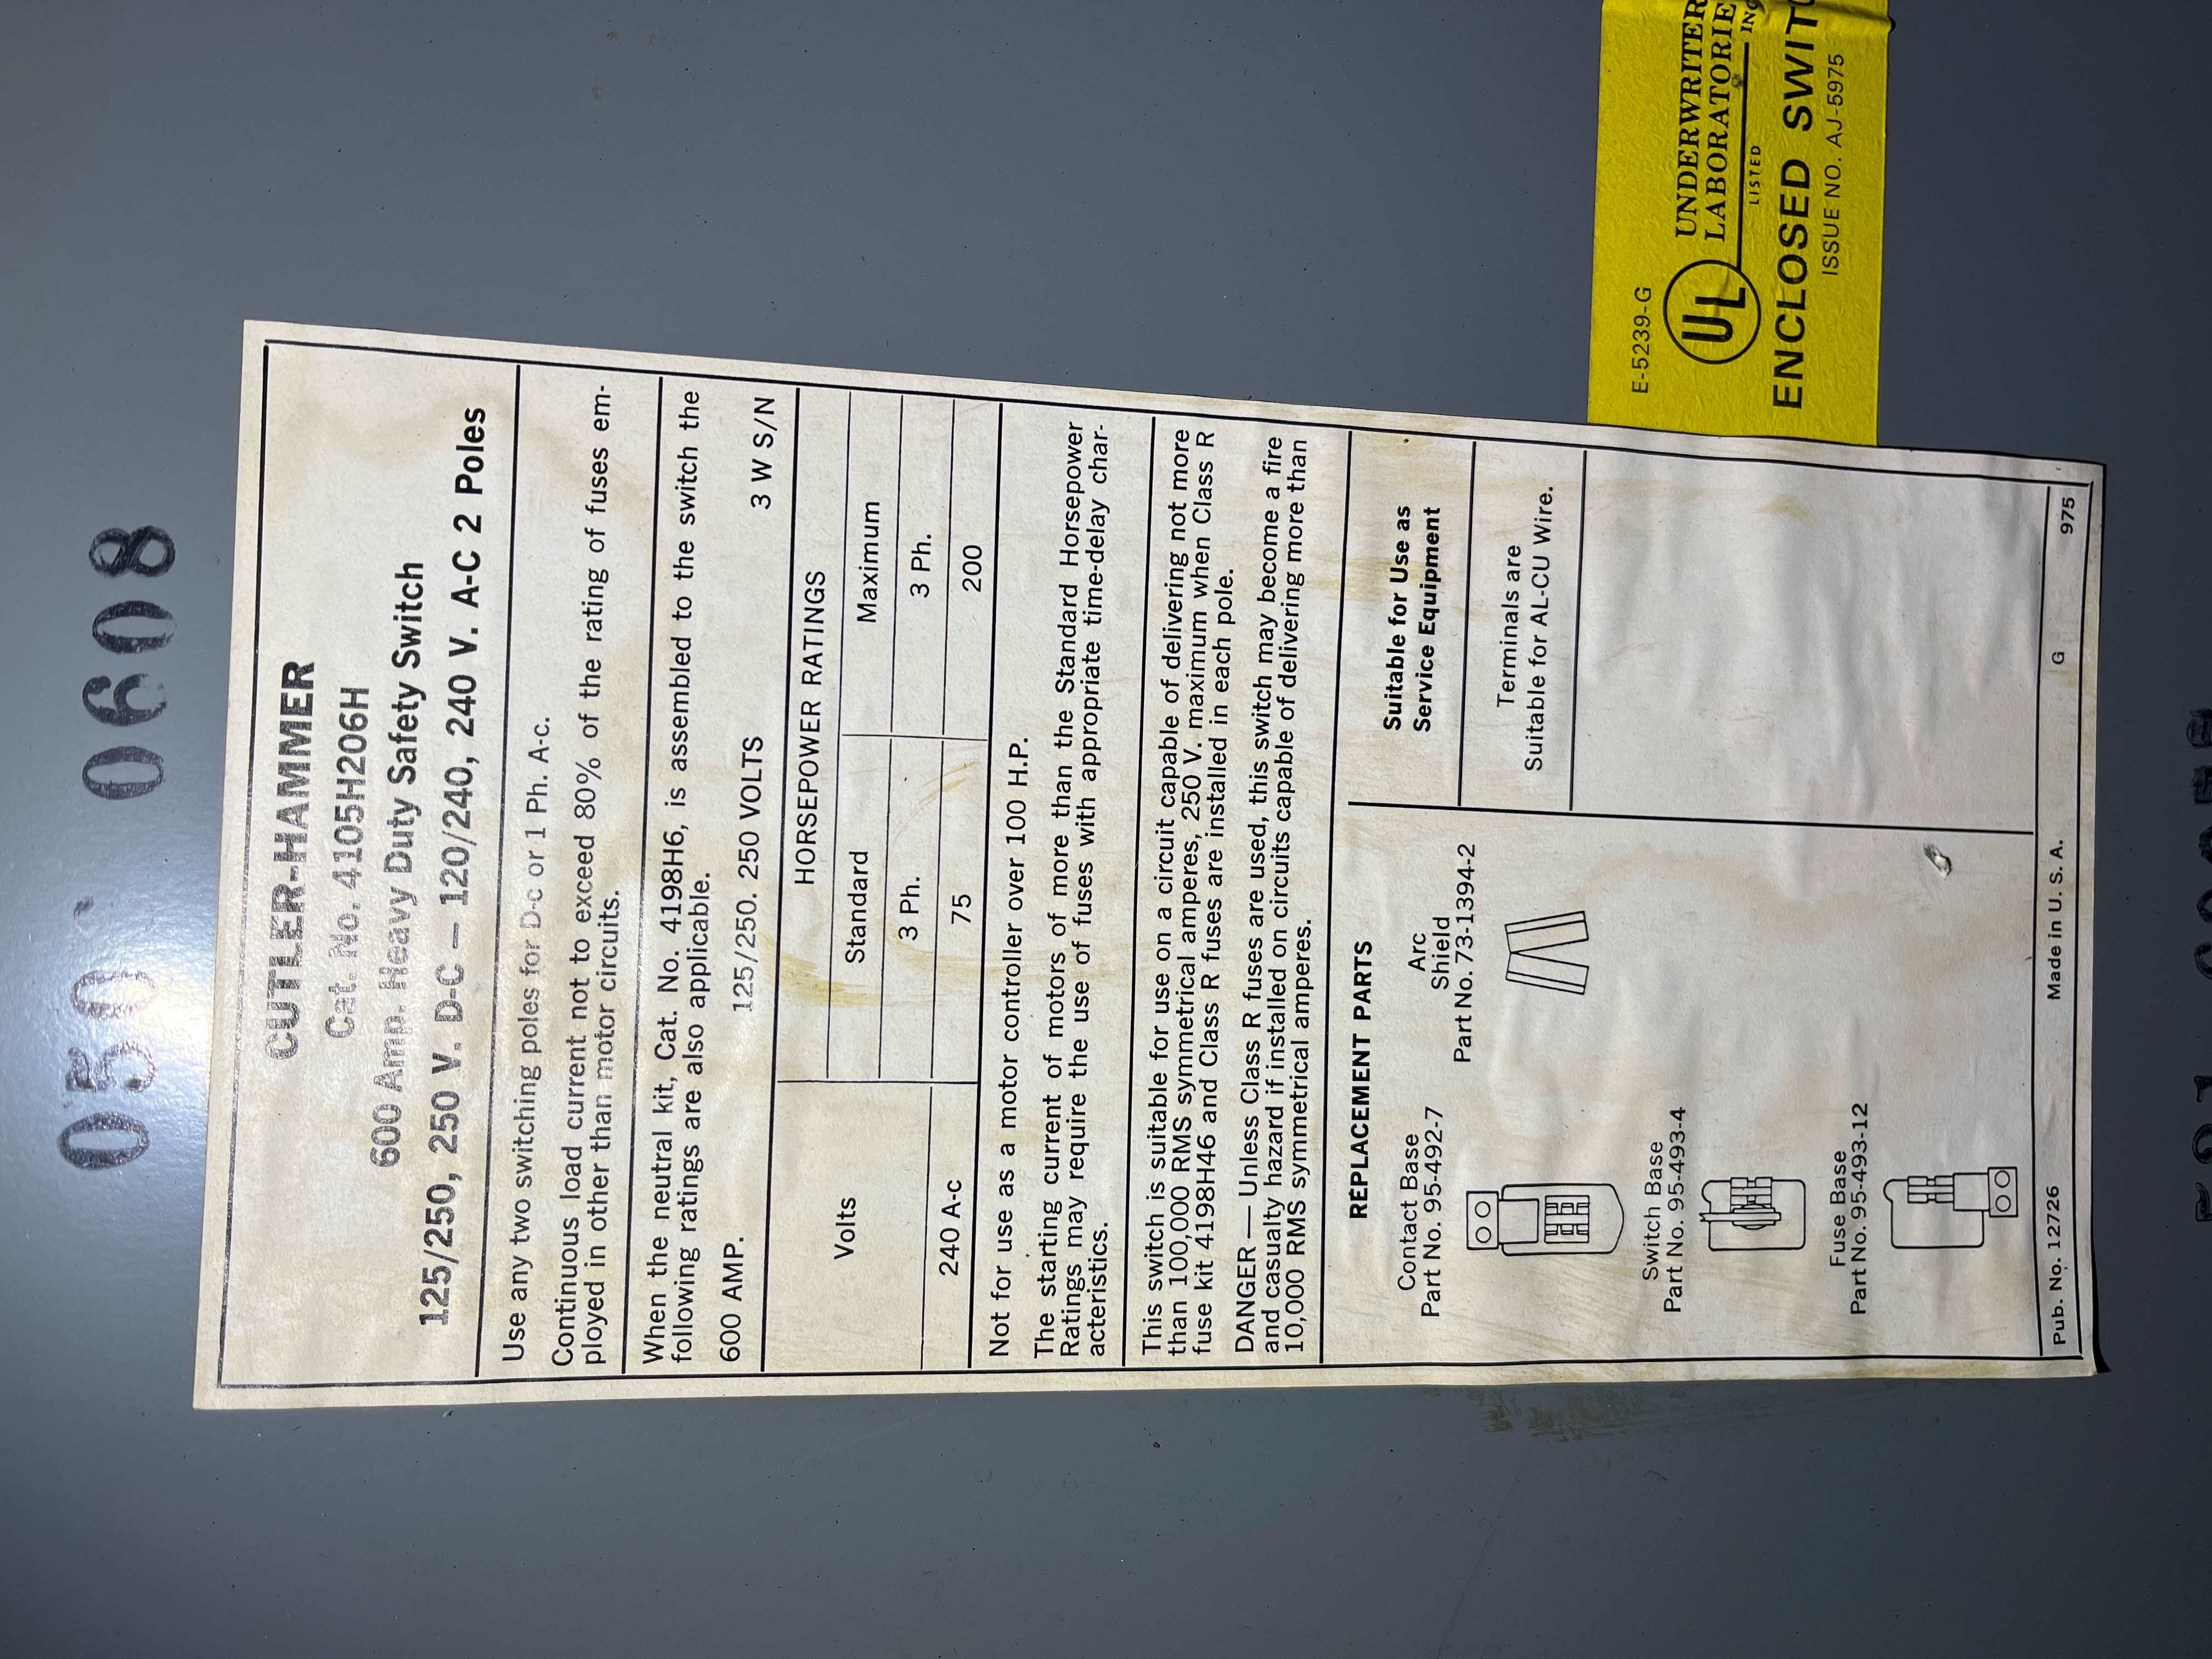 0608
CUTLER-HAMMER
Cat. No. 4105H206H
600 Amp. Heavy Duty Safety Switch
125/250, 250 V. D-C — 120/240, 240 V. A-C 2 Poles
Use any two switching poles for D-c or 1 Ph. A-c.
Continuous load current not to exceed 80% of the rating of fuses em-
ployed in other than motor circuits.
When the neutral kit, Cat. No. 4198H6, is assembled to the switch the
following ratings are also applicable.
600 AMP. 125/250. 250 VOLTS 3 W S/N
HORSEPOWER RATINGS
Volts Standard Maximum
3 Ph. 3 Ph.
240 A-c 75 200
Not for use as a motor controller over 100 H.P.
The starting current of motors of more than the Standard Horsepower
Ratings may require the use of fuses with appropriate time-delay char-
acteristics.
This switch is suitable for use on a circuit capable of delivering not more
than 100,000 RMS symmetrical amperes, 250 V. maximum when Class R
fuse kit 4198H46 and Class R fuses are installed in each pole.
DANGER — Unless Class R fuses are used, this switch may become a fire
and casualty hazard if installed on circuits capable of delivering more than
10,000 RMS symmetrical amperes.
REPLACEMENT PARTS
Contact Base
Part No. 95-492-7
Arc
Shield
Part No. 73-1394-2
Switch Base
Part No. 95-493-4
Fuse Base
Part No. 95-493-12
Suitable for Use as
Service Equipment
Terminals are
Suitable for AL-CU Wire.
Pub. No. 12726 Made in U. S. A. G 975
E-5239-G
UL
UNDERWRITER
LABORATORIE
INC
LISTED
ENCLOSED SWIT
ISSUE NO. AJ-5975